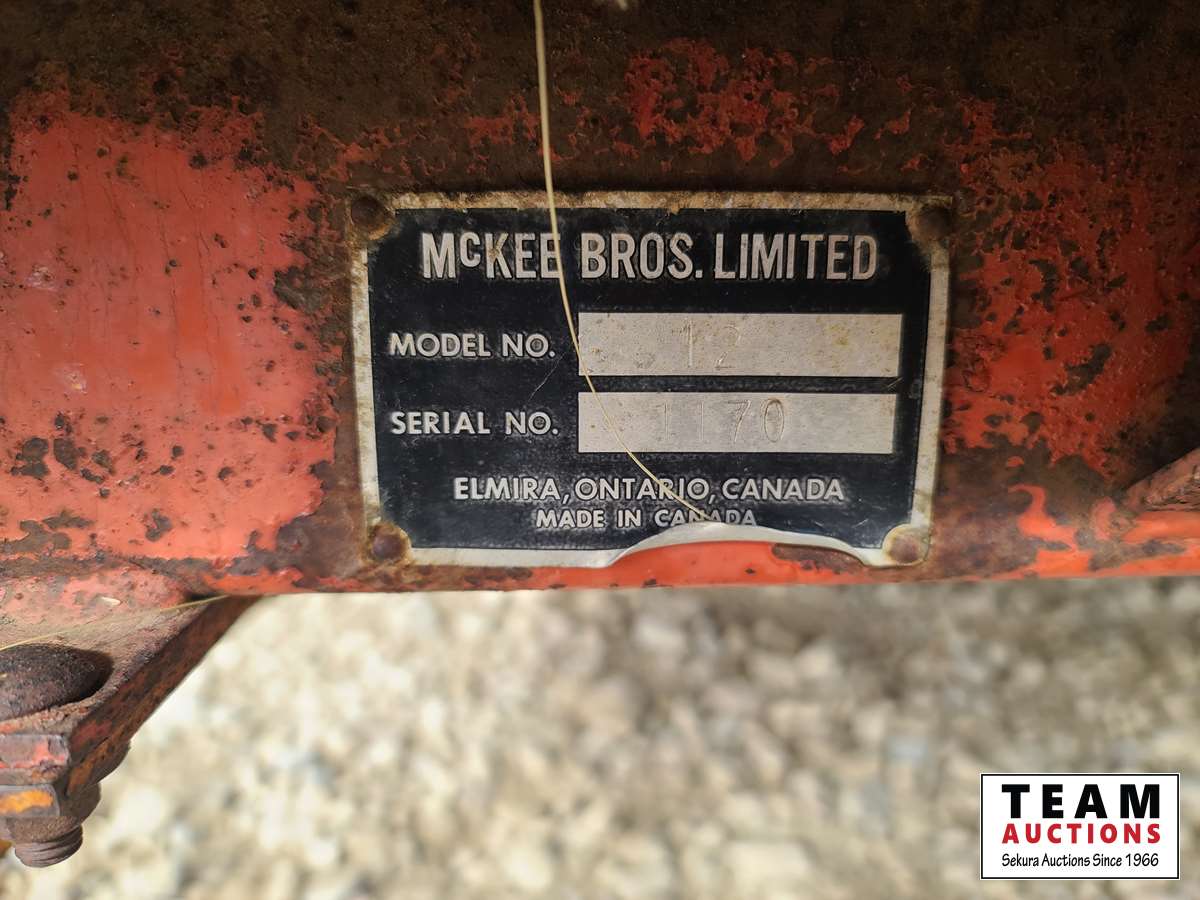 McKEE BROS. LIMITED
MODEL NO. 12
SERIAL NO. 1170
ELMIRA, ONTARIO, CANADA
MADE IN CANADA
TEAM
AUCTIONS
Sekura Auctions Since 1966